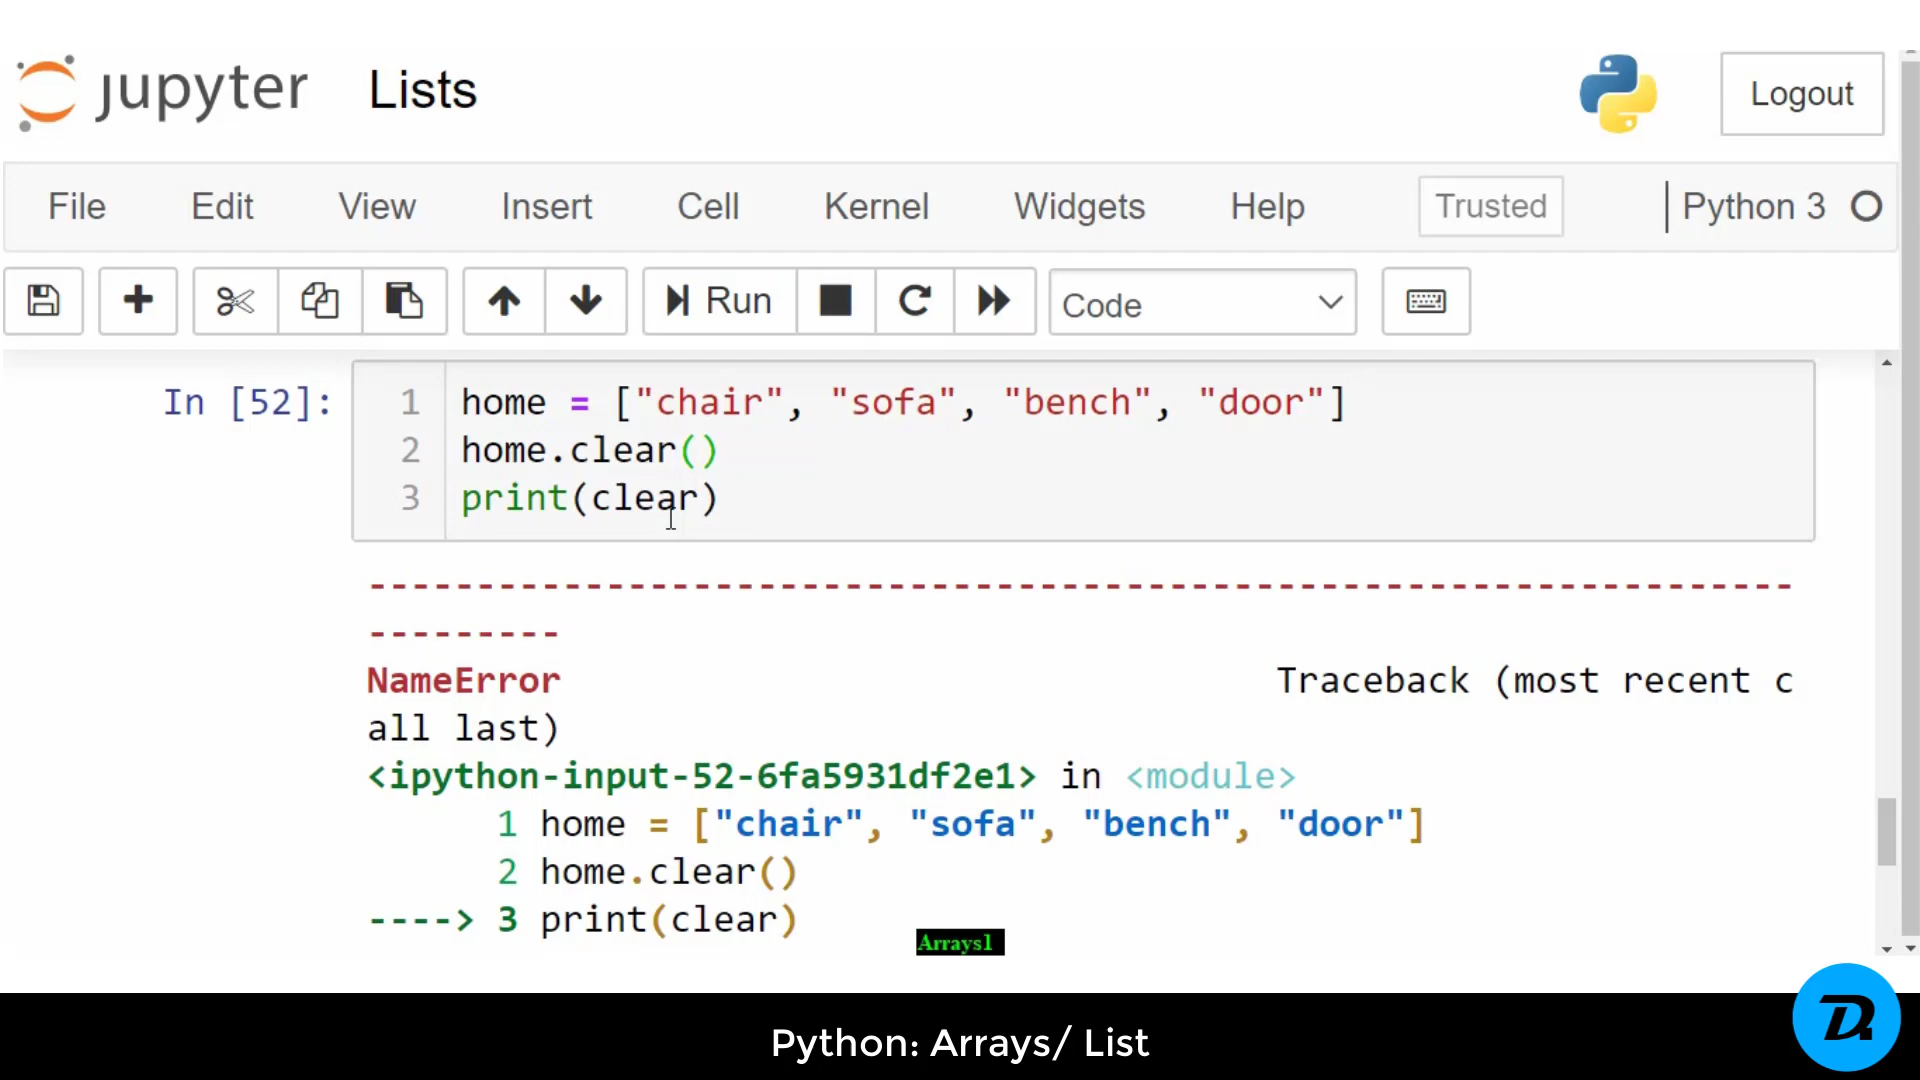 jupyter Lists Logout
File Edit View Insert Cell Kernel Widgets Help Trusted Python 3
Run Code
In [52]: 1 home = ["chair", "sofa", "bench", "door"]
2 home.clear()
3 print(clear)
------------------------------------------------------------------
---------
NameError Traceback (most recent c
all last)
<ipython-input-52-6fa5931df2e1> in <module>
1 home = ["chair", "sofa", "bench", "door"]
2 home.clear()
----> 3 print(clear)
Arrays1
Python: Arrays/ List